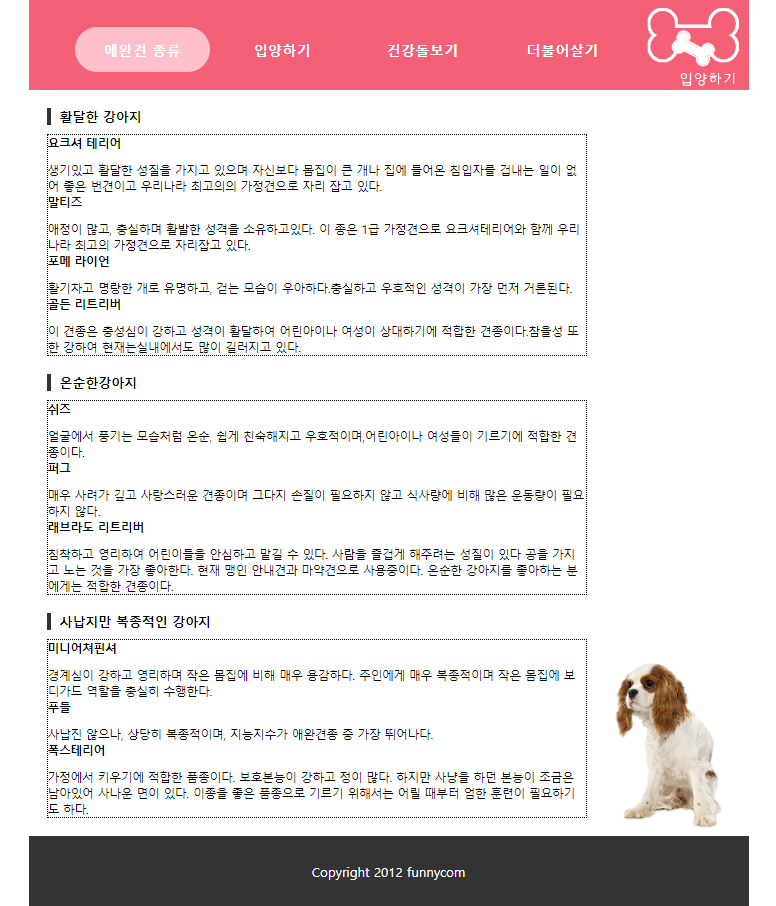 애완견 종류 입양하기 건강돌보기 더불어살기
입양하기
활달한 강아지
요크셔 테리어
생기있고 활달한 성질을 가지고 있으며 자신보다 몸집이 큰 개나 집에 들어온 침입자를 겁내는 일이 없
어 좋은 번견이고 우리나라 최고의의 가정견으로 자리 잡고 있다.
말티즈
애정이 많고, 충실하며 활발한 성격을 소유하고있다. 이 종은 1급 가정견으로 요크셔테리어와 함께 우리
나라 최고의 가정견으로 자리잡고 있다.
포메 라이언
활기차고 명랑한 개로 유명하고, 걷는 모습이 우아하다.충실하고 우호적인 성격이 가장 먼저 거론된다.
골든 리트리버
이 견종은 충성심이 강하고 성격이 활달하여 어린아이나 여성이 상대하기에 적합한 견종이다.참을성 또
한 강하여 현재는실내에서도 많이 길러지고 있다.
온순한강아지
쉬즈
얼굴에서 풍기는 모습처럼 온순, 쉽게 친숙해지고 우호적이며,어린아이나 여성들이 기르기에 적합한 견
종이다.
퍼그
매우 사려가 깊고 사랑스러운 견종이며 그다지 손질이 필요하지 않고 식사량에 비해 많은 운동량이 필요
하지 않다.
래브라도 리트리버
침착하고 영리하여 어린이들을 안심하고 맡길 수 있다. 사람을 즐겁게 해주려는 성질이 있다 공을 가지
고 노는 것을 가장 좋아한다. 현재 맹인 안내견과 마약견으로 사용중이다. 온순한 강아지를 좋아하는 분
에게는 적합한 견종이다.
사납지만 복종적인 강아지
미니어쳐핀셔
경계심이 강하고 영리하며 작은 몸집에 비해 매우 용감하다. 주인에게 매우 복종적이며 작은 몸집에 보
디가드 역할을 충실히 수행한다.
푸들
사납진 않으나, 상당히 복종적이며, 지능지수가 애완견종 중 가장 뛰어나다.
폭스테리어
가정에서 키우기에 적합한 품종이다. 보호본능이 강하고 정이 많다. 하지만 사냥을 하던 본능이 조금은
남아있어 사나운 면이 있다. 이종을 좋은 품종으로 기르기 위해서는 어릴 때부터 엄한 훈련이 필요하기
도 하다.
Copyright 2012 funnycom